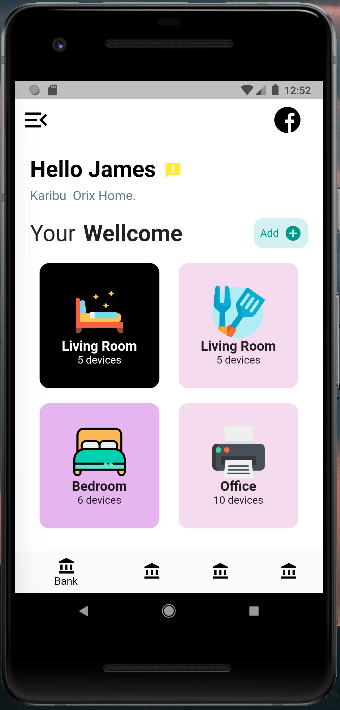 12:52
Hello James
Karibu Orix Home.
Your Wellcome
Add
Living Room
5 devices
Living Room
5 devices
Bedroom
6 devices
Office
10 devices
Bank